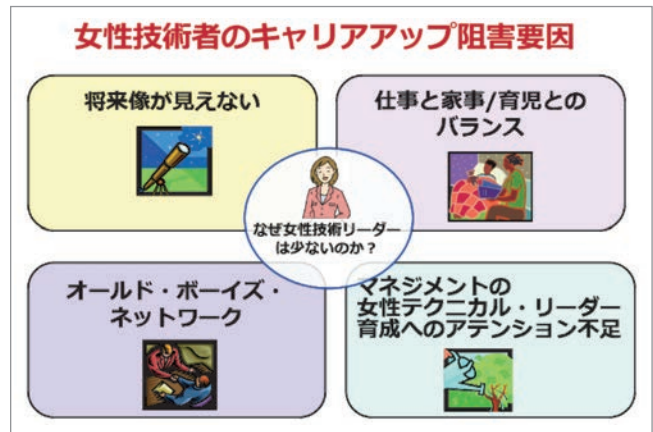 女性技術者のキャリアアップ阻害要因
将来像が見えない
仕事と家事/育児との
バランス
なぜ女性技術リーダー
は少ないのか？
オールド・ボーイズ・
ネットワーク
マネジメントの
女性テクニカル・リーダー
育成へのアテンション不足